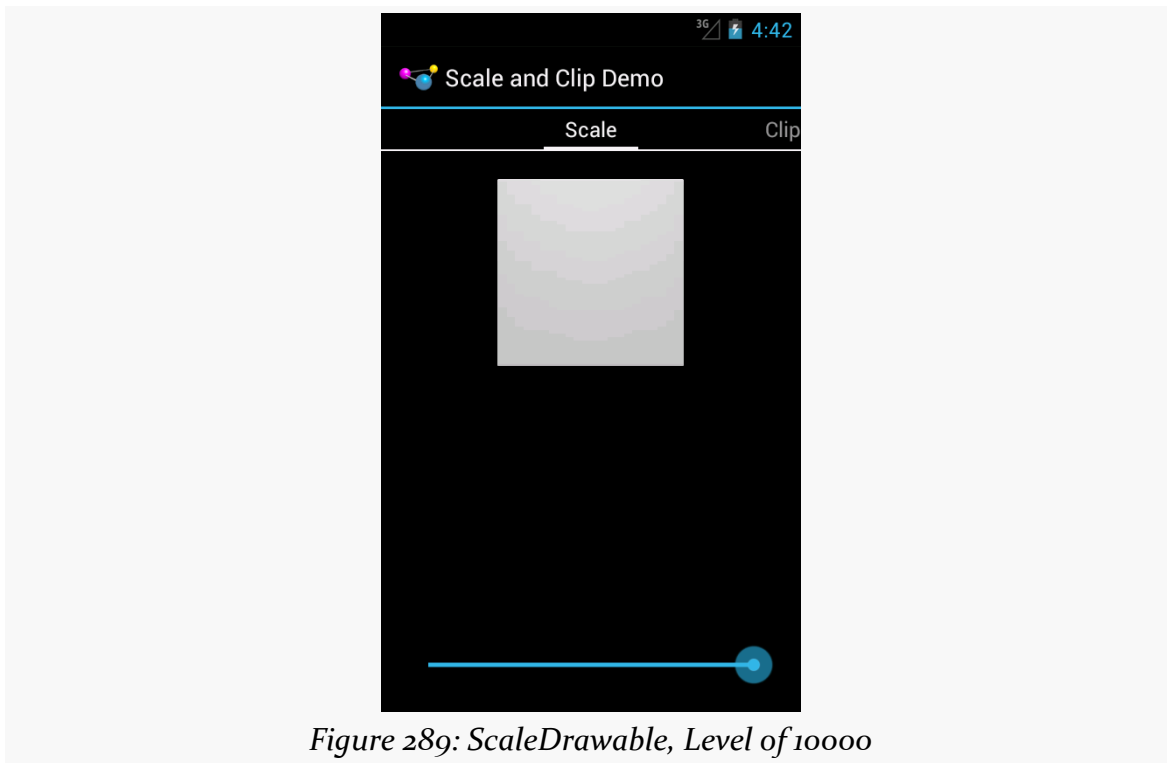 3G 4:42
Scale and Clip Demo
Scale Clip
Figure 289: ScaleDrawable, Level of 10000